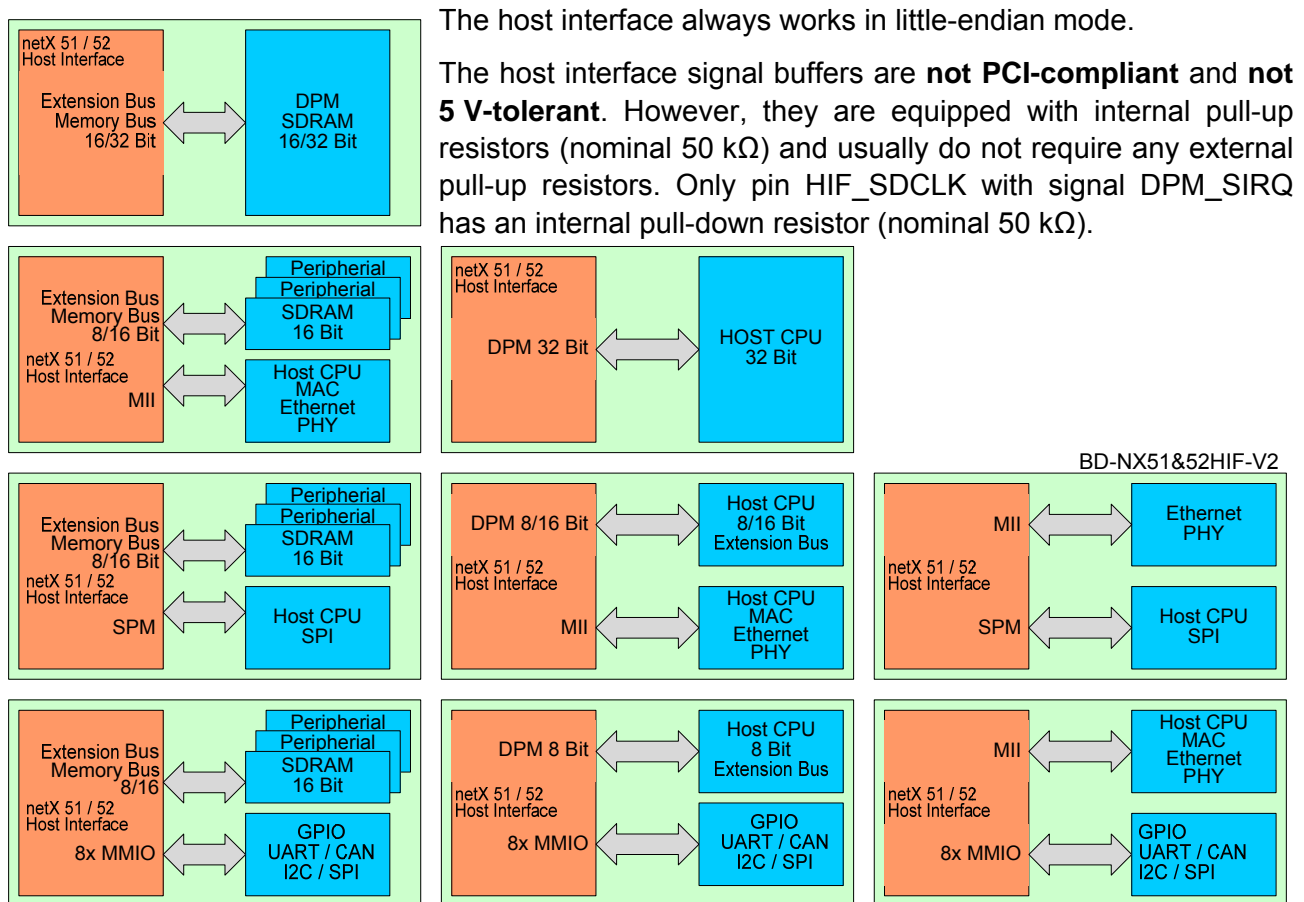 The host interface always works in little-endian mode.
The host interface signal buffers are not PCI-compliant and not
5 V-tolerant. However, they are equipped with internal pull-up
resistors (nominal 50 kΩ) and usually do not require any external
pull-up resistors. Only pin HIF_SDCLK with signal DPM_SIRQ
has an internal pull-down resistor (nominal 50 kΩ).
netX 51 / 52
Host Interface
Extension Bus
Memory Bus
16/32 Bit
DPM
SDRAM
16/32 Bit
Extension Bus
Memory Bus
8/16 Bit
netX 51 / 52
Host Interface
MII
Peripherial
Peripherial
SDRAM
16 Bit
Host CPU
MAC
Ethernet
PHY
netX 51 / 52
Host Interface
DPM 32 Bit
HOST CPU
32 Bit
BD-NX51&52HIF-V2
Extension Bus
Memory Bus
8/16 Bit
netX 51 / 52
Host Interface
SPM
Peripherial
Peripherial
SDRAM
16 Bit
Host CPU
SPI
DPM 8/16 Bit
netX 51 / 52
Host Interface
MII
Host CPU
8/16 Bit
Extension Bus
Host CPU
MAC
Ethernet
PHY
MII
netX 51 / 52
Host Interface
SPM
Ethernet
PHY
Host CPU
SPI
Extension Bus
Memory Bus
8/16
netX 51 / 52
Host Interface
8x MMIO
Peripherial
Peripherial
SDRAM
16 Bit
GPIO
UART / CAN
I2C / SPI
DPM 8 Bit
netX 51 / 52
Host Interface
8x MMIO
Host CPU
8 Bit
Extension Bus
GPIO
UART / CAN
I2C / SPI
MII
netX 51 / 52
Host Interface
8x MMIO
Host CPU
MAC
Ethernet
PHY
GPIO
UART / CAN
I2C / SPI